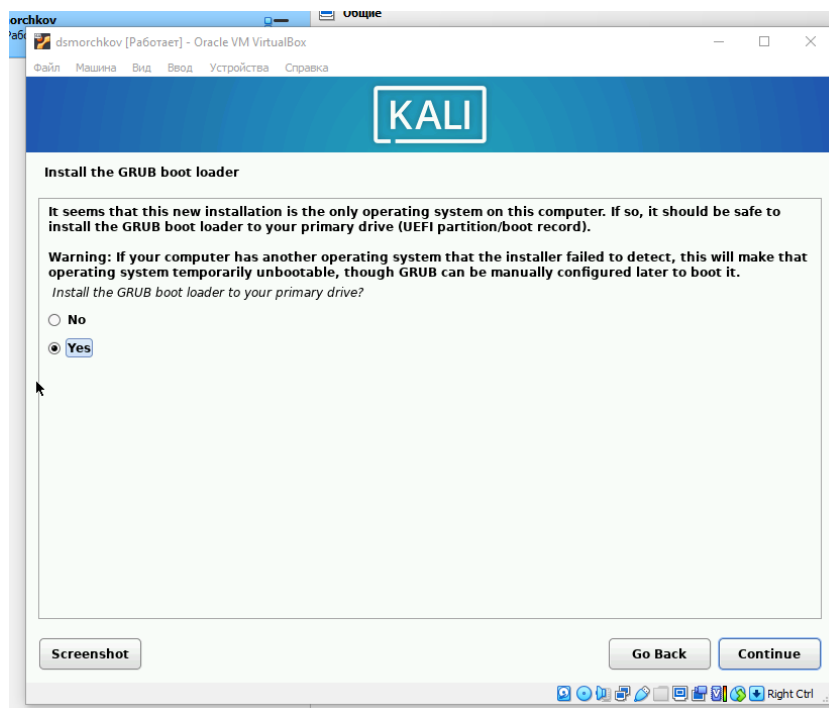 orchkov
Общие
Раб
dsmorchkov [Работает] - Oracle VM VirtualBox
Файл Машина Вид Ввод Устройства Справка
KALI
Install the GRUB boot loader
It seems that this new installation is the only operating system on this computer. If so, it should be safe to
install the GRUB boot loader to your primary drive (UEFI partition/boot record).
Warning: If your computer has another operating system that the installer failed to detect, this will make that
operating system temporarily unbootable, though GRUB can be manually configured later to boot it.
Install the GRUB boot loader to your primary drive?
No
Yes
Screenshot
Go Back
Continue
Right Ctrl